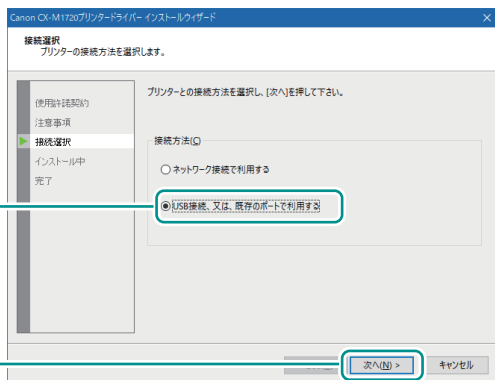 Canon CX-M1720プリンタードライバー インストールウィザード
接続選択
プリンターの接続方法を選択します。
使用許諾契約
注意事項
接続選択
インストール中
完了
プリンターとの接続方法を選択し、[次へ]を押して下さい。
接続方法(C)
ネットワーク接続で利用する
USB接続、又は、既存のポートで利用する
次へ(N) >
キャンセル